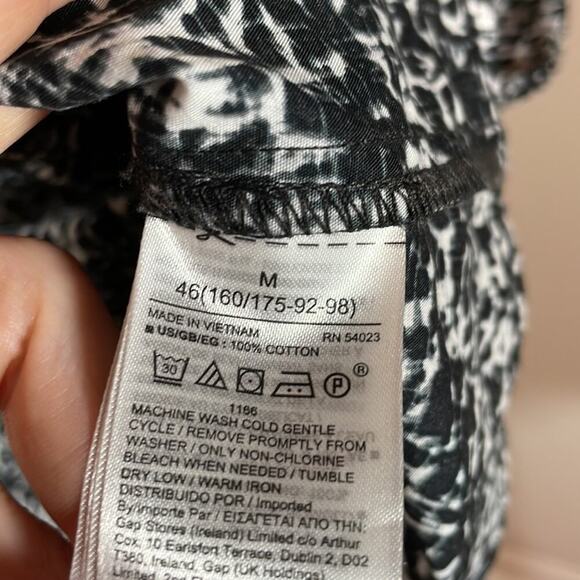 M
46(160/175-92-98)
MADE IN VIETNAM RN 54023
US/GB/EG : 100% COTTON
30 P ®
1166
MACHINE WASH COLD GENTLE
CYCLE / REMOVE PROMPTLY FROM
WASHER / ONLY NON-CHLORINE
BLEACH WHEN NEEDED / TUMBLE
DRY LOW / WARM IRON
DISTRIBUIDO POR / Imported
By/Importe Par / ΕΙΣΑΓΕΤΑΙ ΑΠΟ ΤΗΝ:
Gap Stores (Ireland) Limited c/o Arthur
Cox, 10 Earlsfort Terrace, Dublin 2, D02
T380, Ireland, Gap (UK Holdings)
Limited,